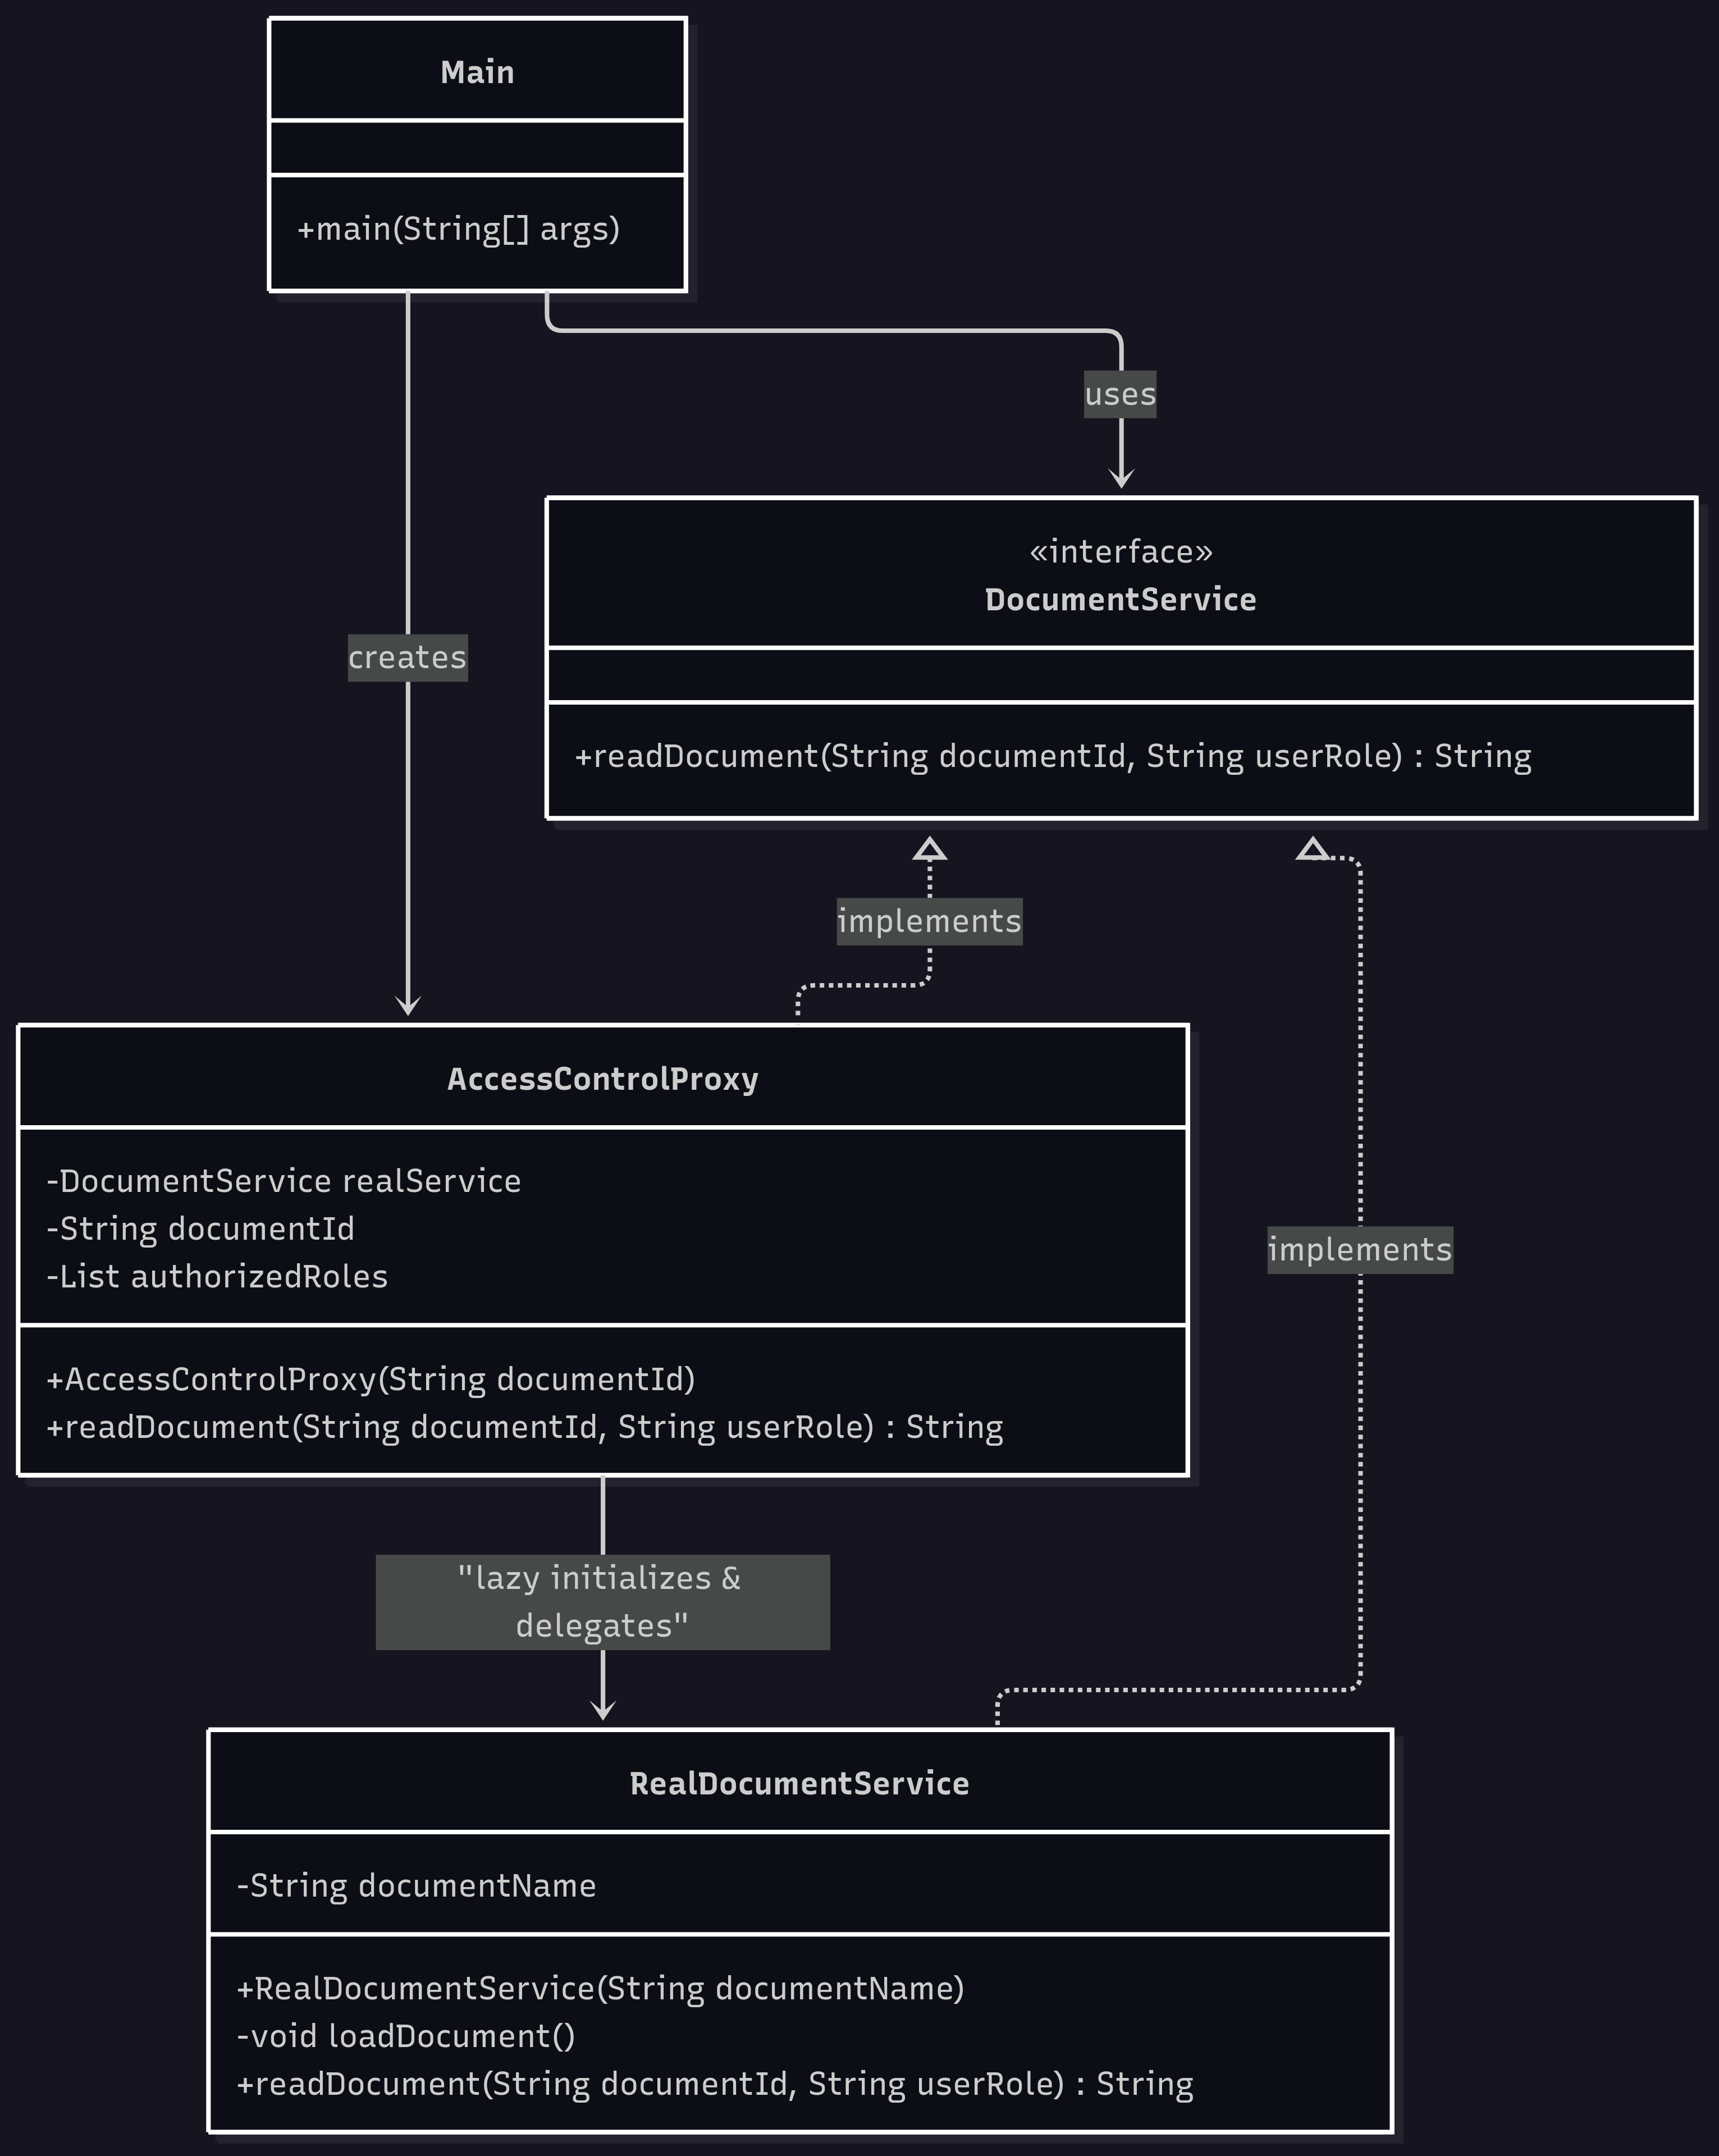 Main
+main(String[] args)
uses
«interface»
DocumentService
creates
+readDocument(String documentId, String userRole) : String
implements
AccessControlProxy
-DocumentService realService
-String documentId
-List authorizedRoles
implements
+AccessControlProxy(String documentId)
+readDocument(String documentId, String userRole) : String
"lazy initializes &
delegates"
RealDocumentService
-String documentName
+RealDocumentService(String documentName)
-void loadDocument()
+readDocument(String documentId, String userRole) : String